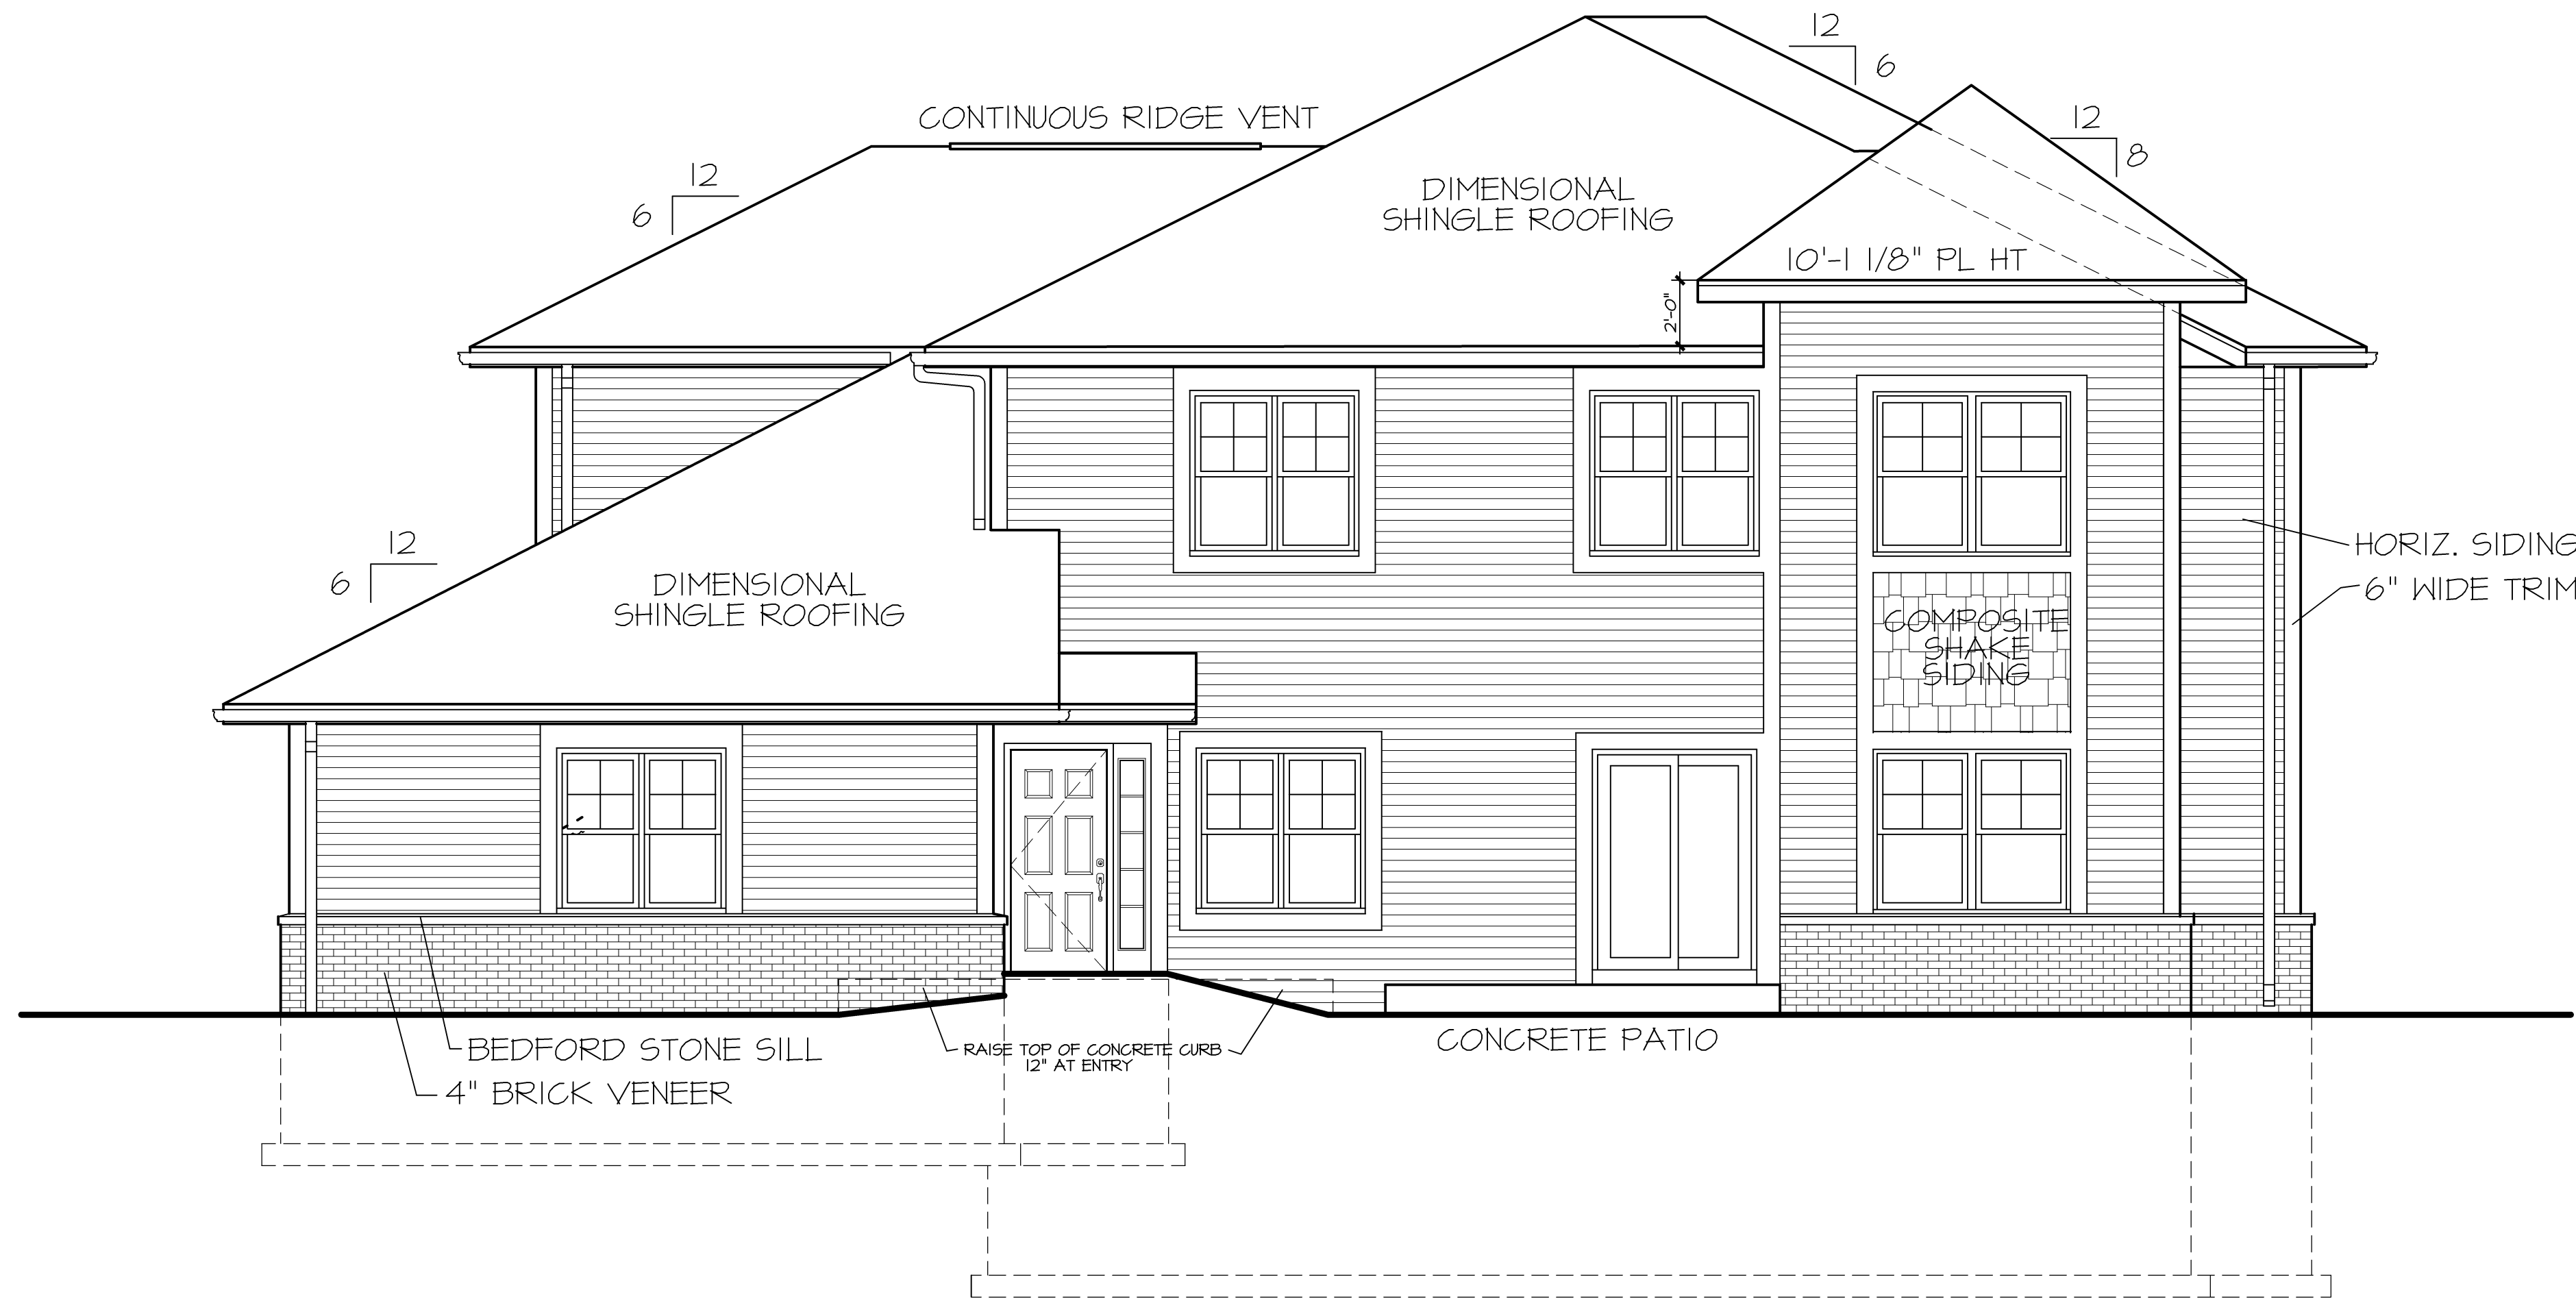 12
6
CONTINUOUS RIDGE VENT
12
8
12
6
DIMENSIONAL
SHINGLE ROOFING
10'-1 1/8" PL HT
2'-0"
12
6
HORIZ. SIDING
6" WIDE TRIM
DIMENSIONAL
SHINGLE ROOFING
COMPOSITE
SHAKE
SIDING
BEDFORD STONE SILL
4" BRICK VENEER
RAISE TOP OF CONCRETE CURB
12" AT ENTRY
CONCRETE PATIO